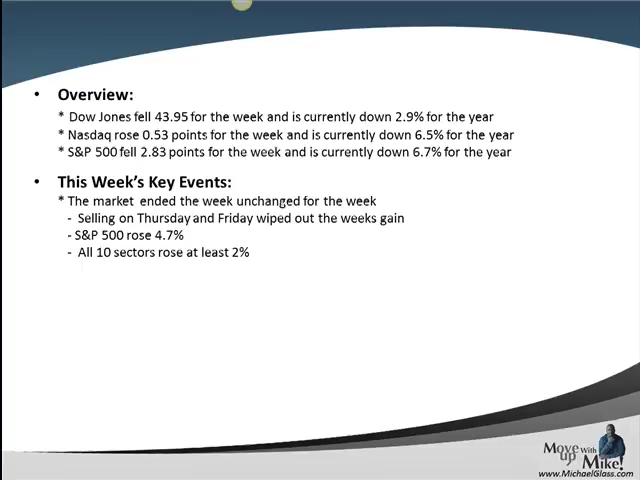 • Overview:
* Dow Jones fell 43.95 for the week and is currently down 2.9% for the year
* Nasdaq rose 0.53 points for the week and is currently down 6.5% for the year
* S&P 500 fell 2.83 points for the week and is currently down 6.7% for the year
• This Week's Key Events:
* The market ended the week unchanged for the week
- Selling on Thursday and Friday wiped out the weeks gain
- S&P 500 rose 4.7%
- All 10 sectors rose at least 2%
Move up With Mike!
www.MichaelGlass.com